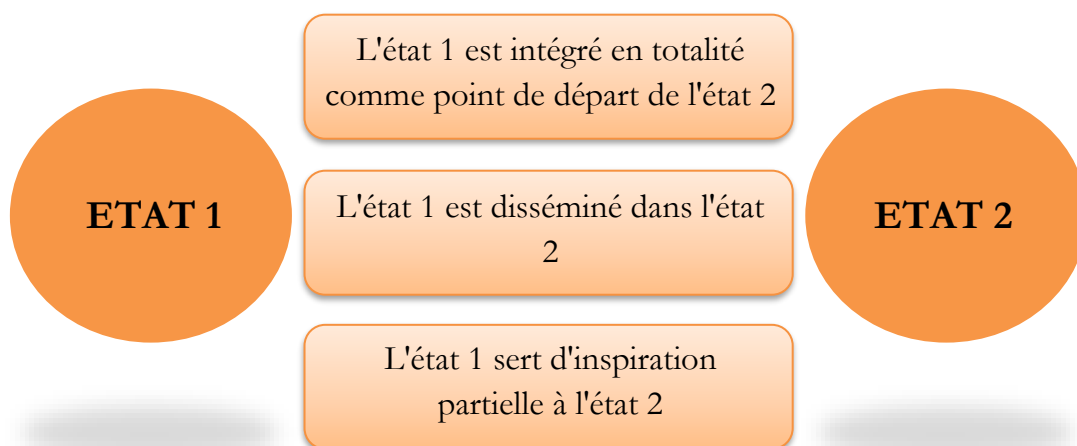 ETAT 1
L'état 1 est intégré en totalité
comme point de départ de l'état 2
L'état 1 est disséminé dans l'état
2
L'état 1 sert d'inspiration
partielle à l'état 2
ETAT 2